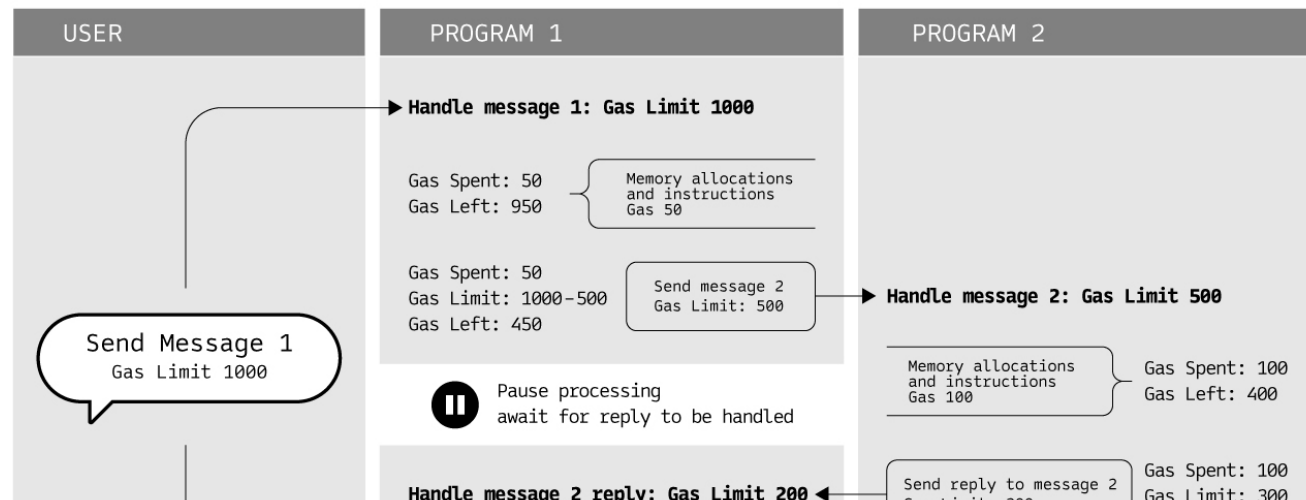 USER
PROGRAM 1
PROGRAM 2
Handle message 1: Gas Limit 1000
Gas Spent: 50
Gas Left: 950
Memory allocations
and instructions
Gas 50
Gas Spent: 50
Gas Limit: 1000-500
Gas Left: 450
Send message 2
Gas Limit: 500
Handle message 2: Gas Limit 500
Send Message 1
Gas Limit 1000
Memory allocations
and instructions
Gas 100
Gas Spent: 100
Gas Left: 400
Pause processing
await for reply to be handled
Handle message 2 reply: Gas Limit 200
Send reply to message 2
Gas Spent: 100
Gas Limit: 300